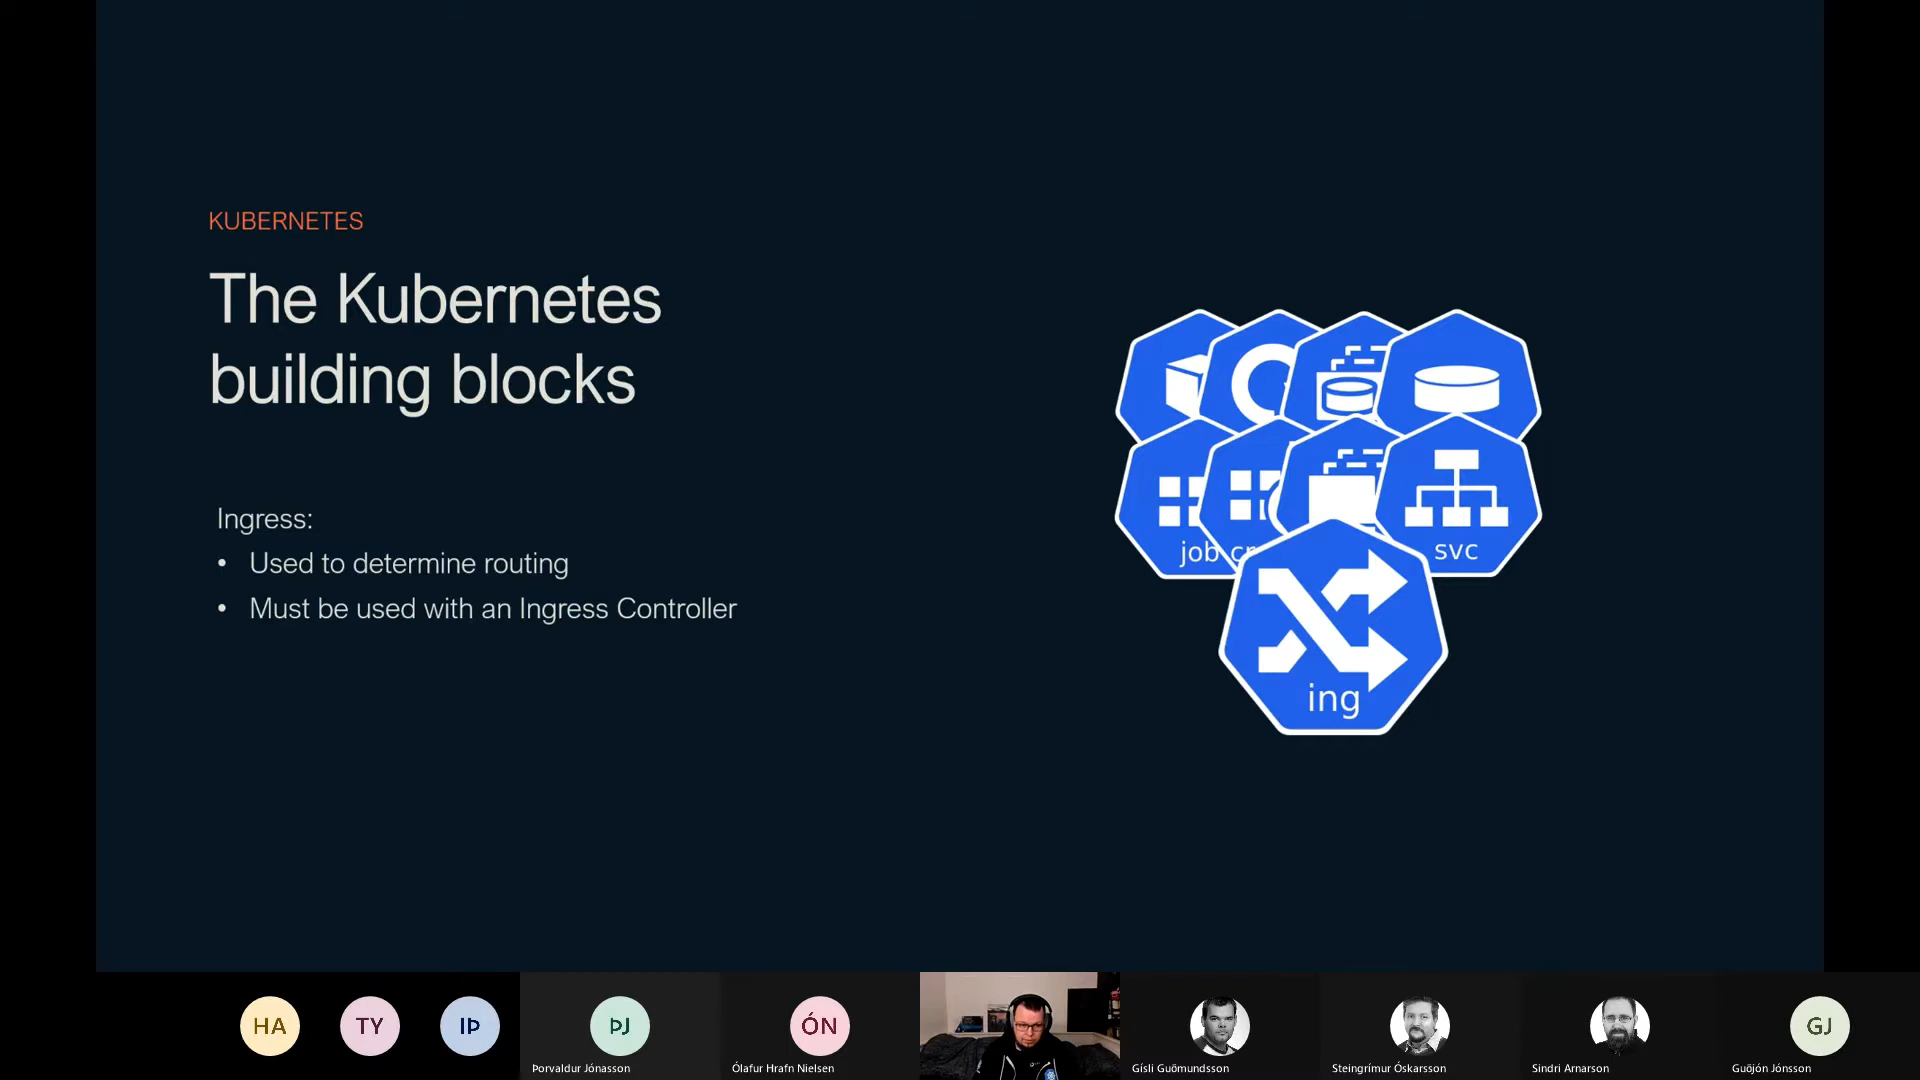 KUBERNETES
The Kubernetes
building blocks
Ingress:
• Used to determine routing
• Must be used with an Ingress Controller
job
svc
ing
HA
TY
IÞ
ÞJ
ÓN
GJ
Þorvaldur Jónasson
Ólafur Hrafn Nielsen
Gísli Guðmundsson
Steingrímur Óskarsson
Sindri Arnarson
Guðjón Jónsson